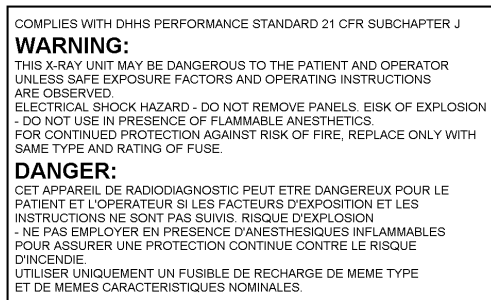 COMPLIES WITH DHHS PERFORMANCE STANDARD 21 CFR SUBCHAPTER J
WARNING:
THIS X-RAY UNIT MAY BE DANGEROUS TO THE PATIENT AND OPERATOR
UNLESS SAFE EXPOSURE FACTORS AND OPERATING INSTRUCTIONS
ARE OBSERVED.
ELECTRICAL SHOCK HAZARD - DO NOT REMOVE PANELS. EISK OF EXPLOSION
- DO NOT USE IN PRESENCE OF FLAMMABLE ANESTHETICS.
FOR CONTINUED PROTECTION AGAINST RISK OF FIRE, REPLACE ONLY WITH
SAME TYPE AND RATING OF FUSE.
DANGER:
CET APPAREIL DE RADIODIAGNOSTIC PEUT ETRE DANGEREUX POUR LE
PATIENT ET L'OPERATEUR SI LES FACTEURS D'EXPOSITION ET LES
INSTRUCTIONS NE SONT PAS SUIVIS. RISQUE D'EXPLOSION
- NE PAS EMPLOYER EN PRESENCE D'ANESTHESIQUES INFLAMMABLES
POUR ASSURER UNE PROTECTION CONTINUE CONTRE LE RISQUE
D'INCENDIE.
UTILISER UNIQUEMENT UN FUSIBLE DE RECHARGE DE MEME TYPE
ET DE MEMES CARACTERISTIQUES NOMINALES.